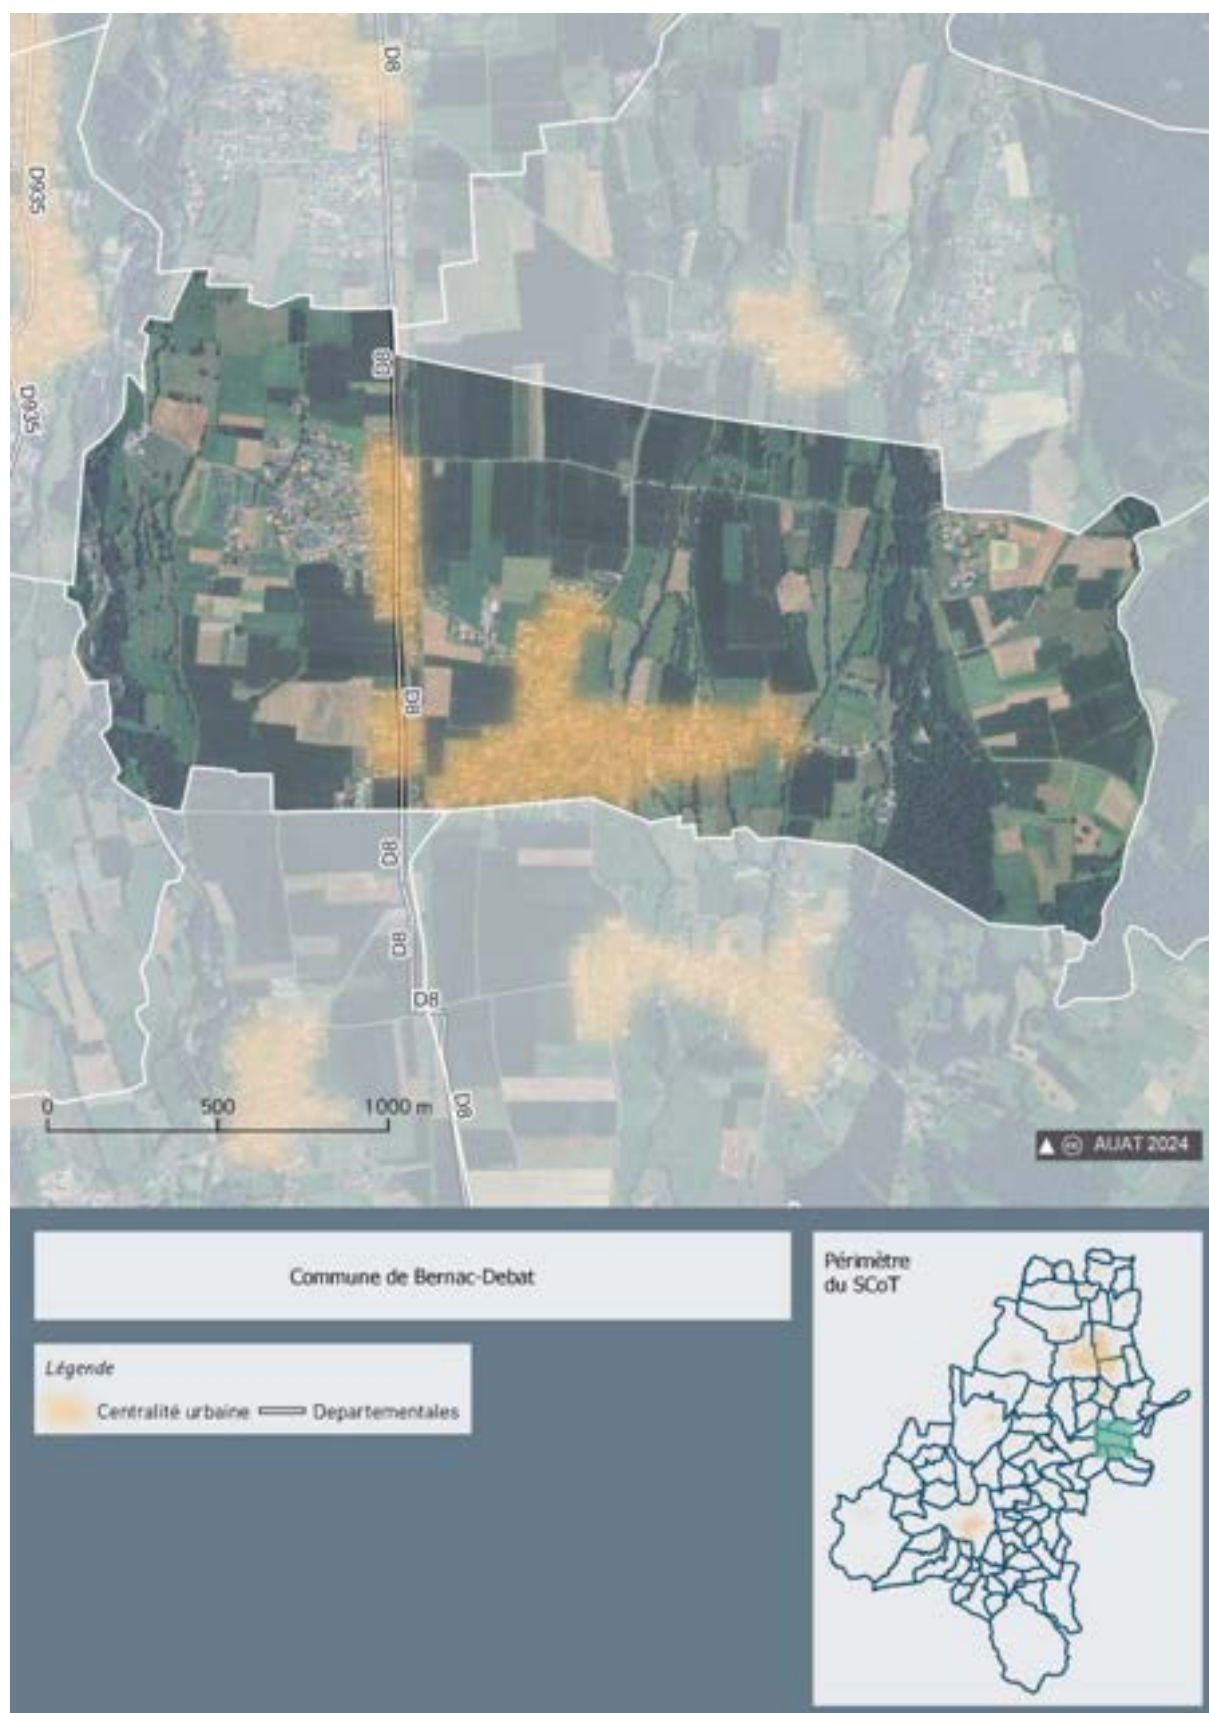 D8
D935
D8
D935
D8
D8
D8
D8
D8
0 500 1000 m
AUAT 2024
Commune de Bernac-Debat
Périmètre
du SCoT
Légende
Centralité urbaine Departementales